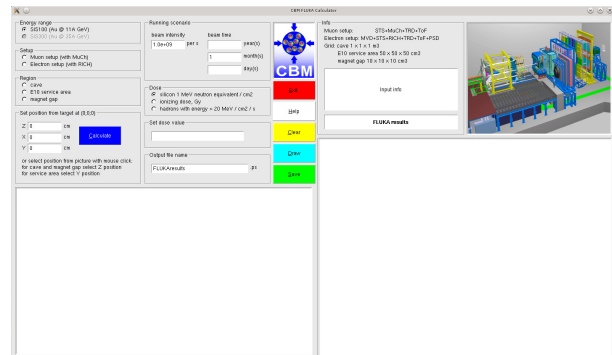 CBM FLUKA Calculator
Energy range
SIS100 (Au @ 11A GeV)
SIS300 (Au @ 35A GeV)
Setup
Muon setup (with MuCh)
Electron setup (with RICH)
Region
cave
E10 service area
magnet gap
Set position from target at (0,0,0)
Z 0 cm
X 0 cm
Y 0 cm
Calculate
or select position from picture with mouse click:
for cave and magnet gap select Z position
for service area select Y position
Running scenario
beam intensity beam time
1.0e+09 per s year(s)
1 month(s)
day(s)
Dose
silicon 1 MeV neutron equivalent / cm2
ionizing dose, Gy
hadrons with energy > 20 MeV / cm2 / s
Set dose value
Output file name
FLUKAresults .ps
CBM
Exit
Help
Clear
Draw
Save
Info
Muon setup: STS+MuCh+TRD+ToF
Electron setup: MVD+STS+RICH+TRD+ToF+PSD
Grid: cave 1 x 1 x 1 m3
E10 service area 50 x 50 x 50 cm3
magnet gap 10 x 10 x 10 cm3
Input info
FLUKA results